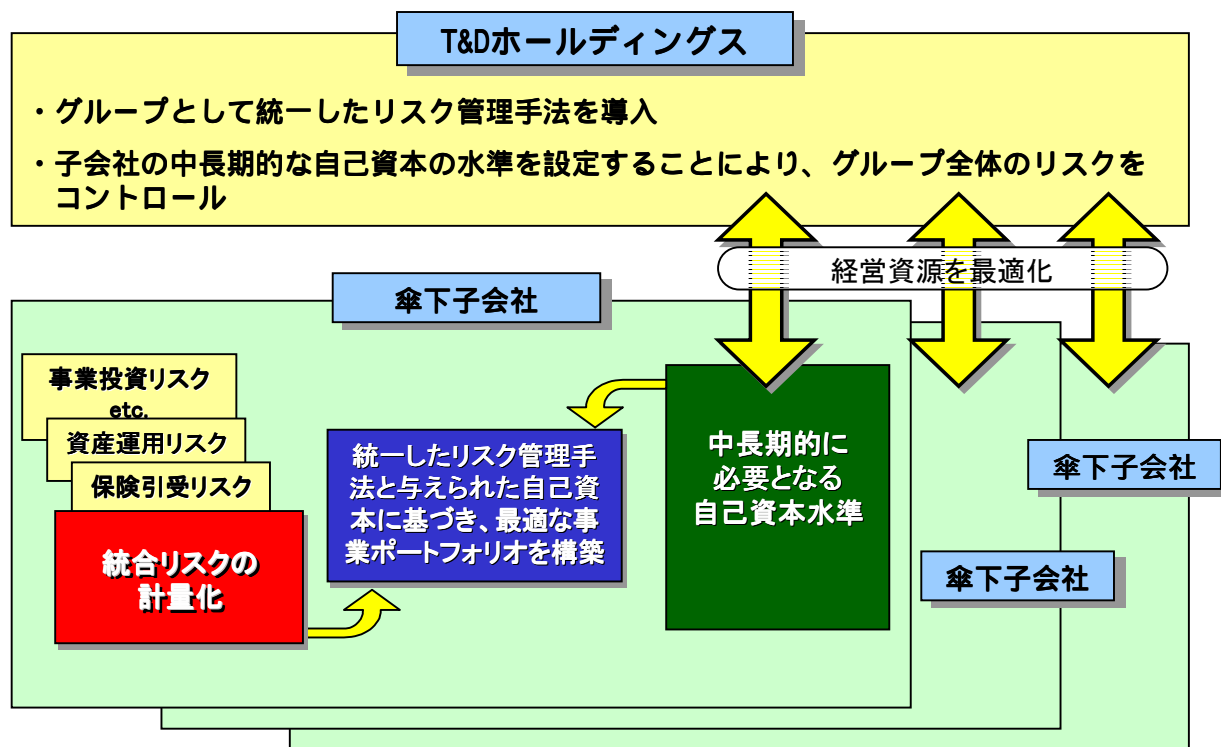 T&Dホールディングス
・グループとして統一したリスク管理手法を導入
・子会社の中長期的な自己資本の水準を設定することにより、グループ全体のリスクを
コントロール
経営資源を最適化
傘下子会社
事業投資リスク
etc.
資産運用リスク
保険引受リスク
統合リスクの
計量化
統一したリスク管理手
法と与えられた自己資
本に基づき、最適な事
業ポートフォリオを構築
中長期的に
必要となる
自己資本水準
傘下子会社
傘下子会社